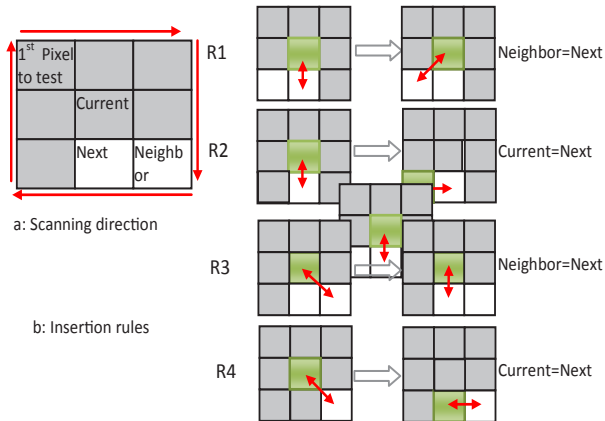 1st Pixel
to test
Current
Next
Neighb
or
a: Scanning direction
b: Insertion rules
R1
Neighbor=Next
R2
Current=Next
R3
Neighbor=Next
R4
Current=Next